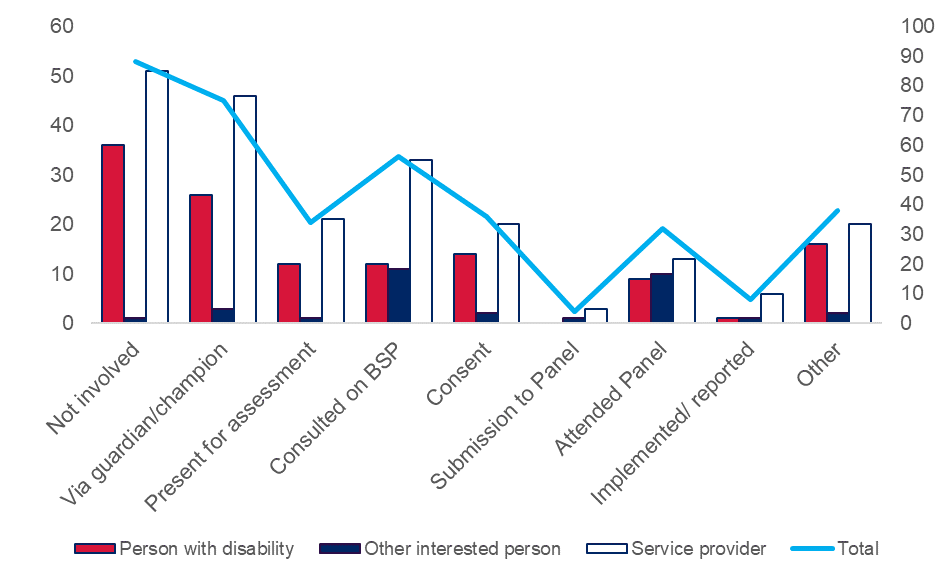 60
50
40
30
20
10
0
100
90
80
70
60
50
40
30
20
10
0
Not involved
Via guardian/champion
Present for assessment
Consulted on BSP
Consent
Submission to Panel
Attended Panel
Implemented/ reported
Other
Person with disability
Other interested person
Service provider
Total